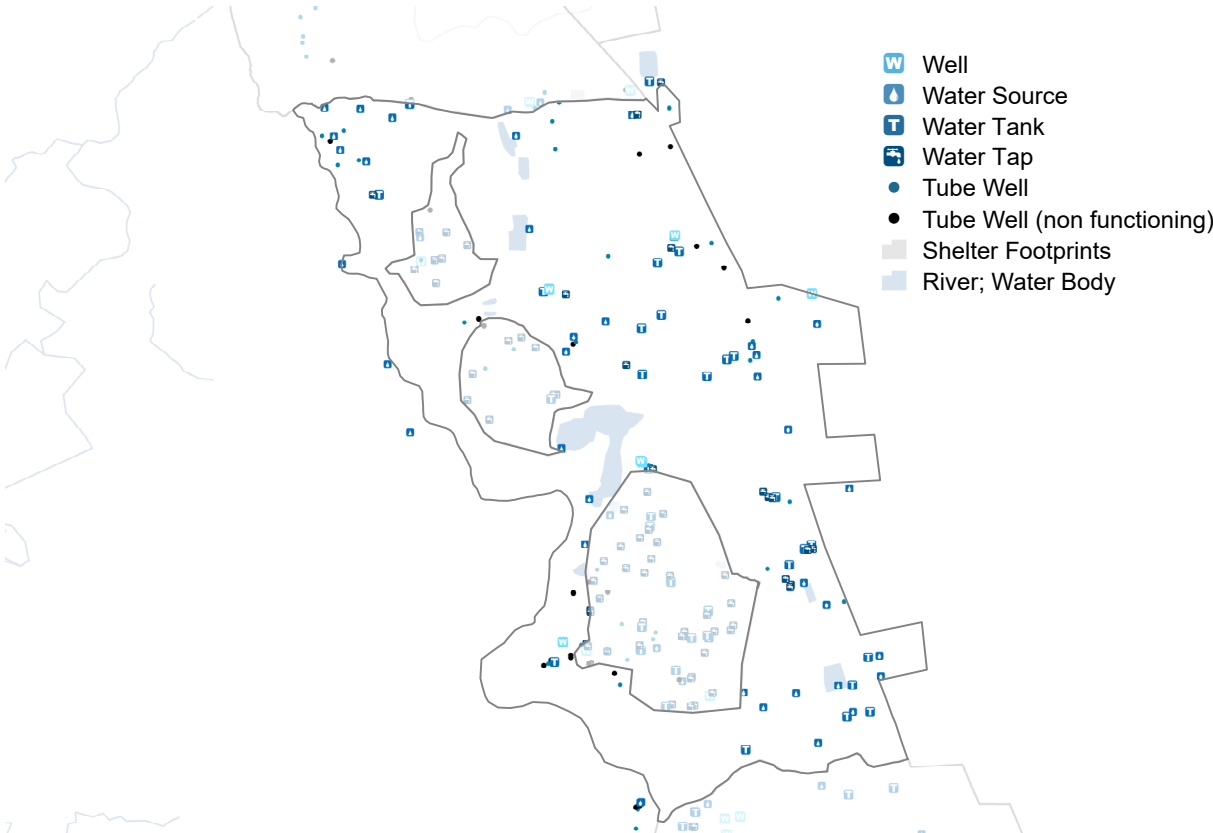 Well
Water Source
Water Tank
Water Tap
Tube Well
Tube Well (non functioning)
Shelter Footprints
River; Water Body